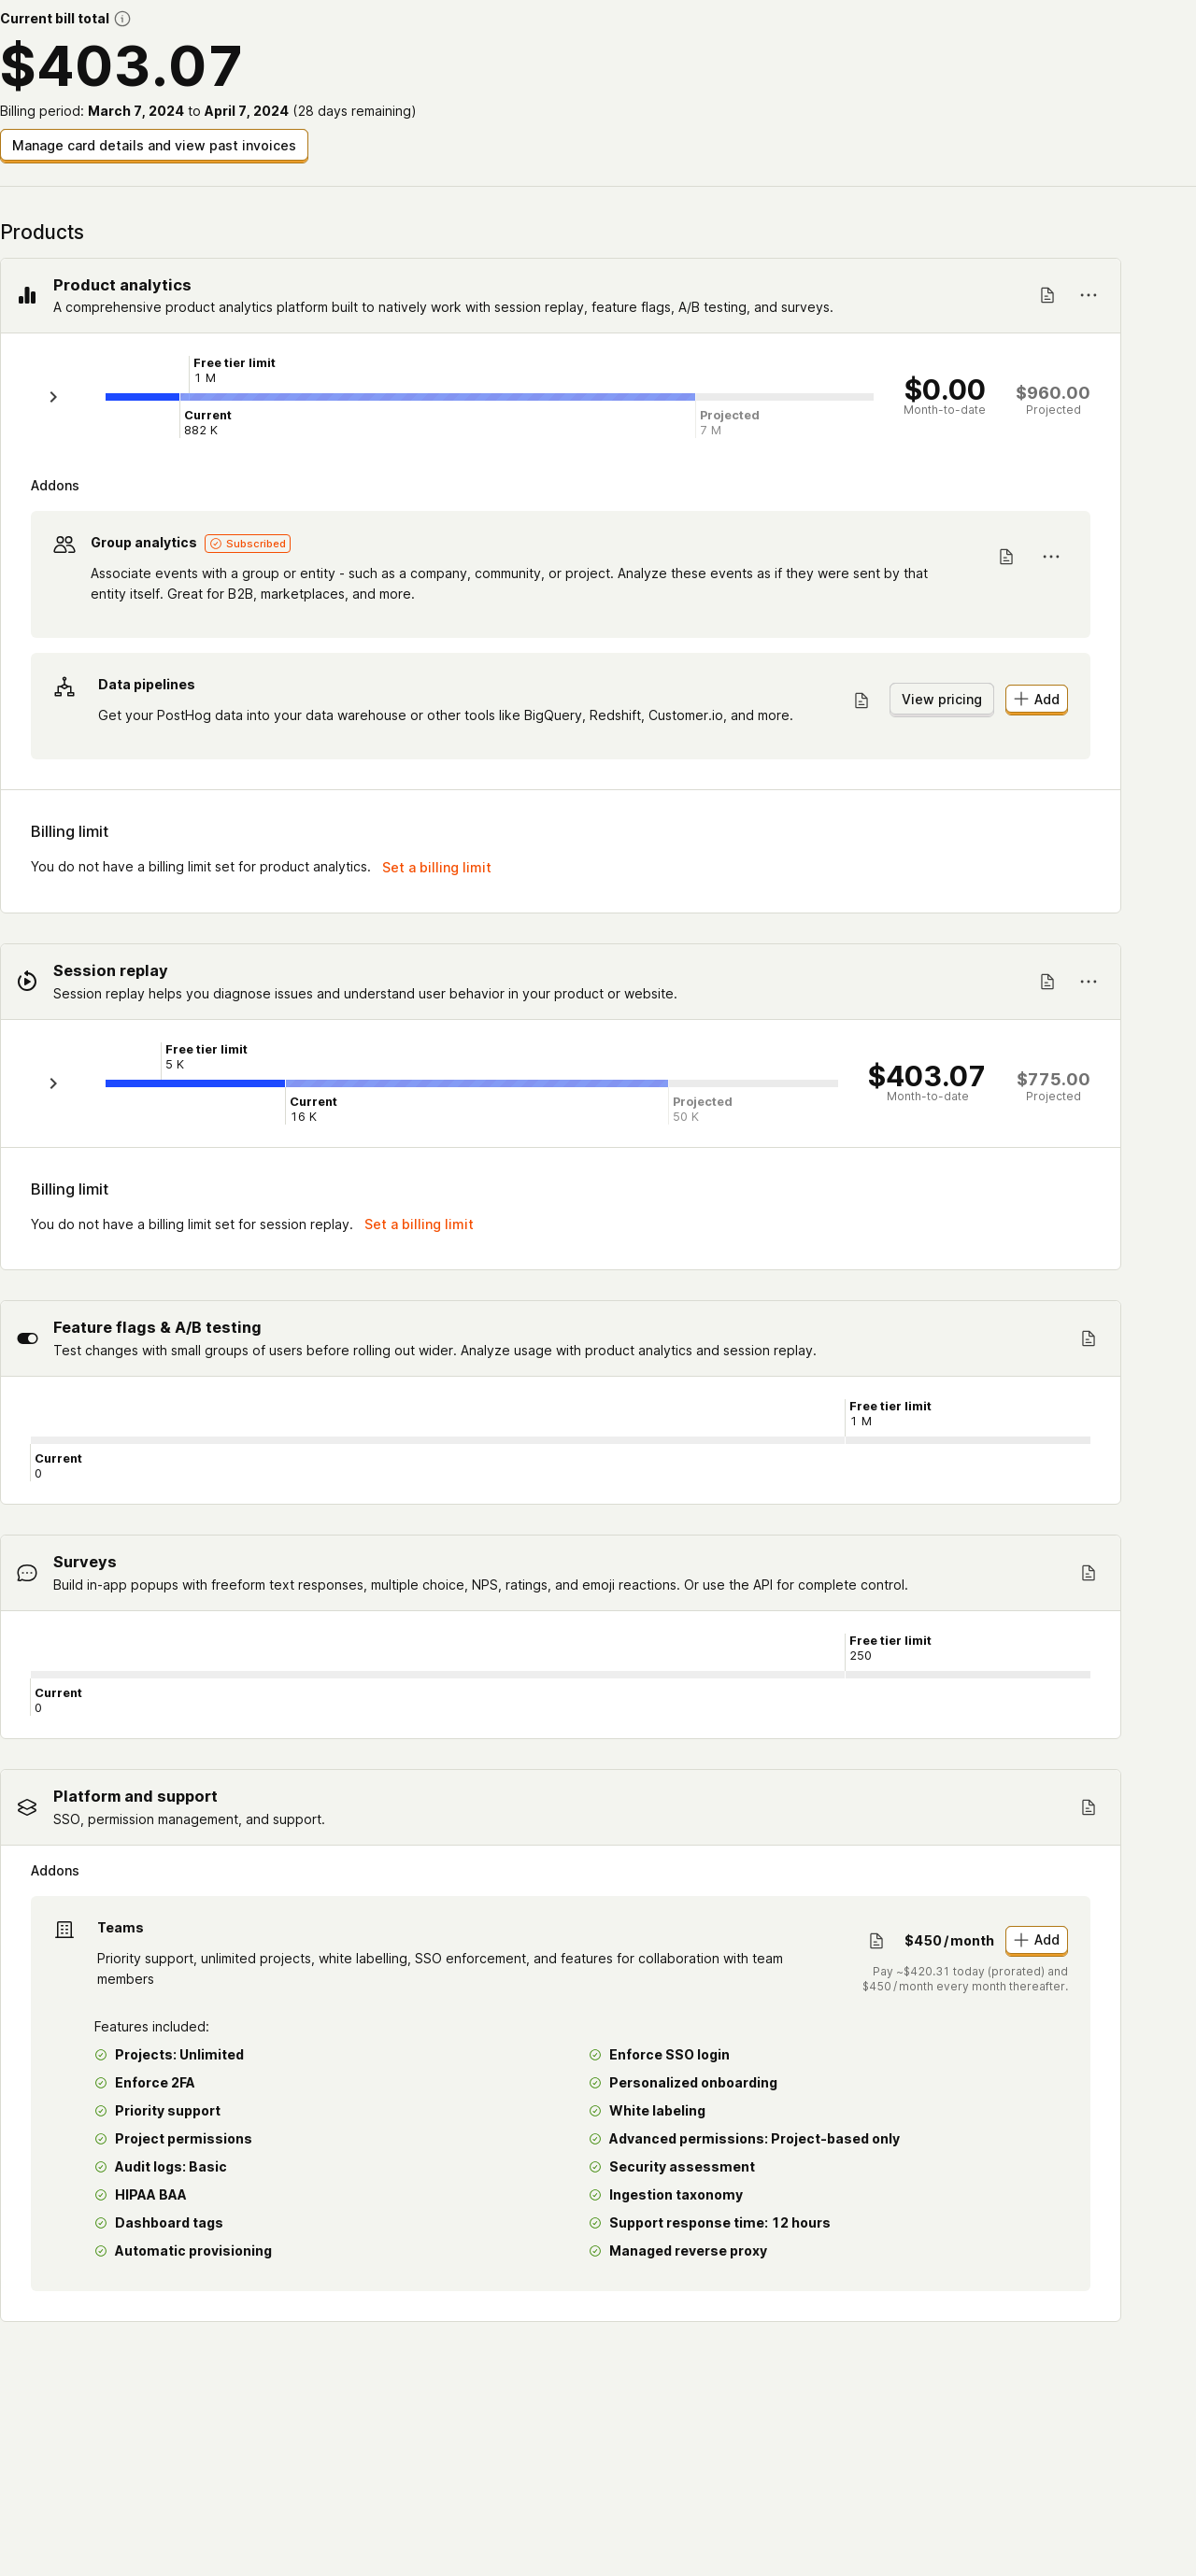 Current bill total
$403.07
Billing period: March 7, 2024 to April 7, 2024 (28 days remaining)
Manage card details and view past invoices
Products
Product analytics
A comprehensive product analytics platform built to natively work with session replay, feature flags, A/B testing, and surveys.
Free tier limit
1 M
Current
882 K
Projected
7 M
$0.00
Month-to-date
$960.00
Projected
Addons
Group analytics Subscribed
Associate events with a group or entity - such as a company, community, or project. Analyze these events as if they were sent by that
entity itself. Great for B2B, marketplaces, and more.
Data pipelines
Get your PostHog data into your data warehouse or other tools like BigQuery, Redshift, Customer.io, and more.
View pricing
Add
Billing limit
You do not have a billing limit set for product analytics. Set a billing limit
Session replay
Session replay helps you diagnose issues and understand user behavior in your product or website.
Free tier limit
5 K
Current
16 K
Projected
50 K
$403.07
Month-to-date
$775.00
Projected
Billing limit
You do not have a billing limit set for session replay. Set a billing limit
Feature flags & A/B testing
Test changes with small groups of users before rolling out wider. Analyze usage with product analytics and session replay.
Free tier limit
1 M
Current
0
Surveys
Build in-app popups with freeform text responses, multiple choice, NPS, ratings, and emoji reactions. Or use the API for complete control.
Free tier limit
250
Current
0
Platform and support
SSO, permission management, and support.
Addons
Teams
Priority support, unlimited projects, white labelling, SSO enforcement, and features for collaboration with team
members
$450/month
Add
Pay ~$420.31 today (prorated) and
$450/month every month thereafter.
Features included:
Projects: Unlimited
Enforce SSO login
Enforce 2FA
Personalized onboarding
Priority support
White labeling
Project permissions
Advanced permissions: Project-based only
Audit logs: Basic
Security assessment
HIPAA BAA
Ingestion taxonomy
Dashboard tags
Support response time: 12 hours
Automatic provisioning
Managed reverse proxy